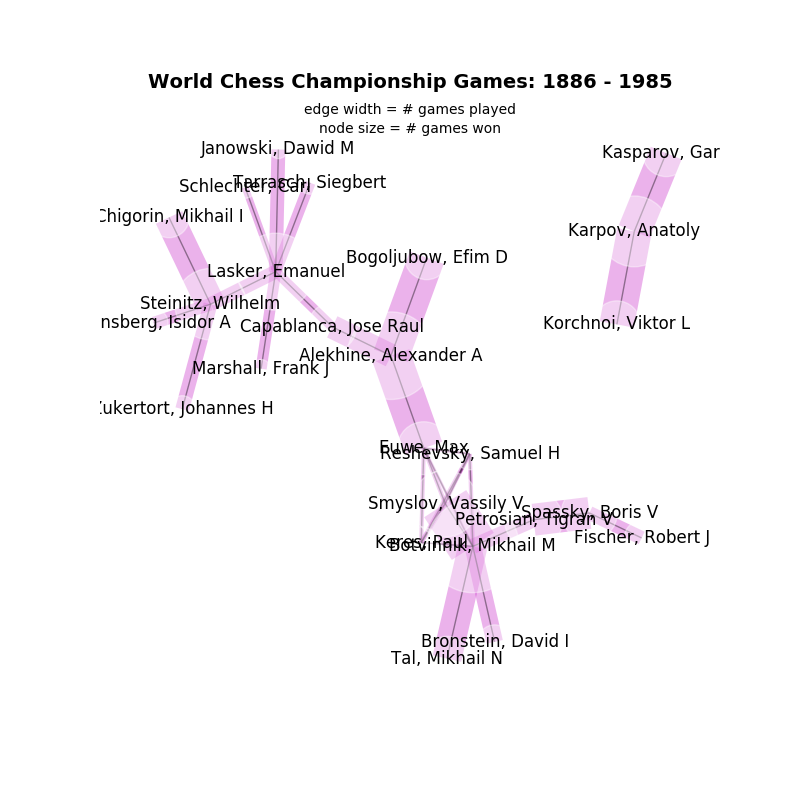 World Chess Championship Games: 1886 - 1985
edge width = # games played
node size = # games won
Janowski, Dawid M
Kasparov, Gar
Tarrasch, Siegbert
Schlechter, Carl
Chigorin, Mikhail I
Karpov, Anatoly
Bogoljubow, Efim D
Lasker, Emanuel
Steinitz, Wilhelm
nsberg, Isidor A
Korchnoi, Viktor L
Capablanca, Jose Raul
Alekhine, Alexander A
Marshall, Frank J
Zukertort, Johannes H
Euwe, Max
Reshevsky, Samuel H
Smyslov, Vassily V
Spassky, Boris V
Petrosian, Tigran V
Fischer, Robert J
Keres, Paul
Botvinnik, Mikhail M
Bronstein, David I
Tal, Mikhail N